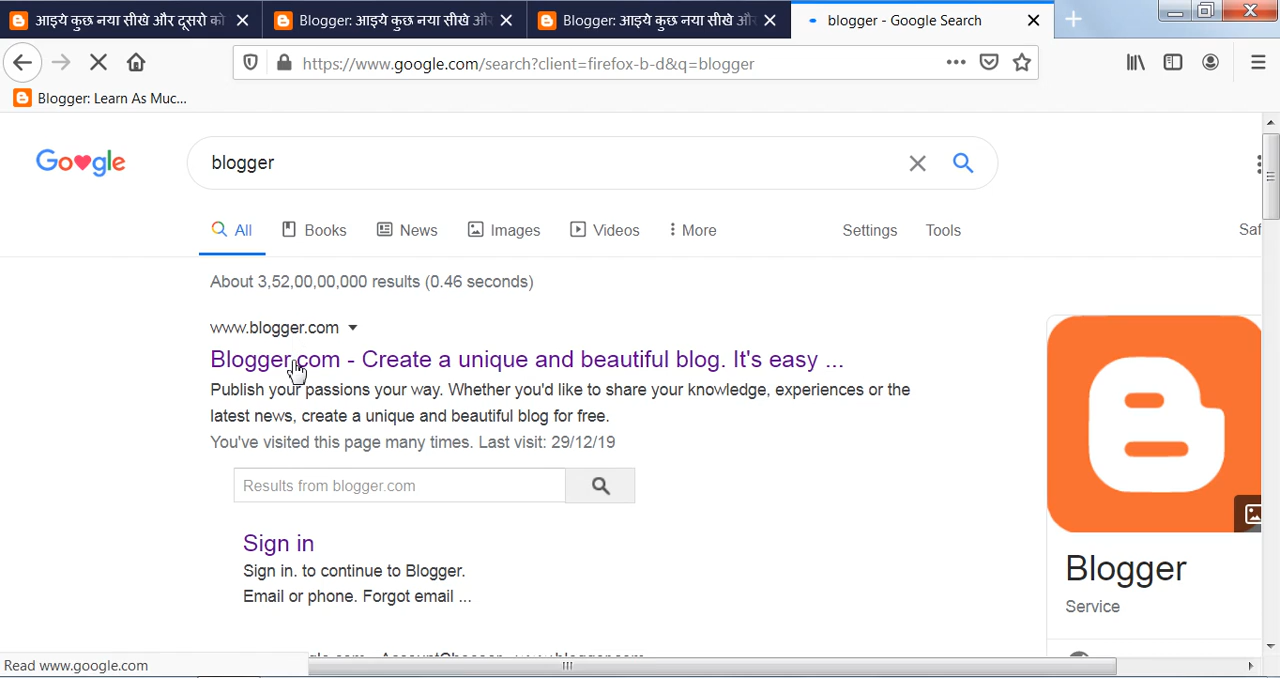 आइये कुछ नया सीखे और दूसरो को
Blogger: आइये कुछ नया सीखे और
Blogger: आइये कुछ नया सीखे और
blogger - Google Search
https://www.google.com/search?client=firefox-b-d&q=blogger
Blogger: Learn As Muc...
Google
blogger
All Books News Images Videos More Settings Tools
About 3,52,00,00,000 results (0.46 seconds)
www.blogger.com
Blogger.com - Create a unique and beautiful blog. It's easy ...
Publish your passions your way. Whether you'd like to share your knowledge, experiences or the
latest news, create a unique and beautiful blog for free.
You've visited this page many times. Last visit: 29/12/19
Results from blogger.com
Sign in
Sign in. to continue to Blogger.
Email or phone. Forgot email ...
Blogger
Service
Read www.google.com